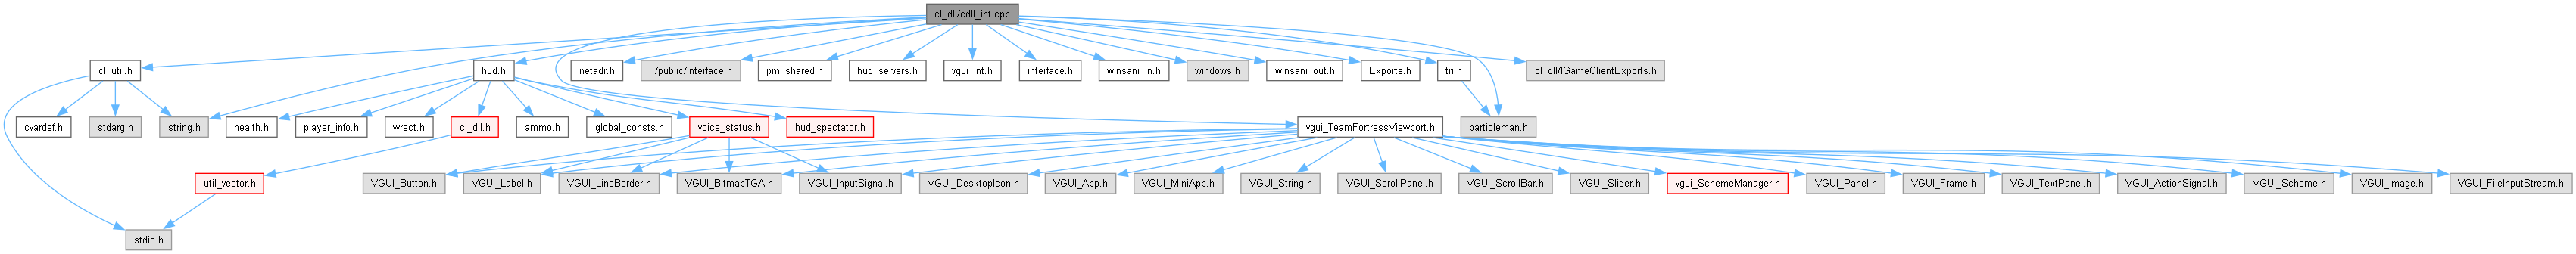 cl_dll/cdll_int.cpp
cl_util.h
hud.h
netadr.h
../public/interface.h
pm_shared.h
hud_servers.h
vgui_int.h
interface.h
winsani_in.h
windows.h
winsani_out.h
Exports.h
tri.h
cl_dll/IGameClientExports.h
cvardef.h
stdarg.h
string.h
health.h
player_info.h
wrect.h
cl_dll.h
ammo.h
global_consts.h
voice_status.h
hud_spectator.h
vgui_TeamFortressViewport.h
particleman.h
util_vector.h
VGUI_Button.h
VGUI_Label.h
VGUI_LineBorder.h
VGUI_BitmapTGA.h
VGUI_InputSignal.h
VGUI_DesktopIcon.h
VGUI_App.h
VGUI_MiniApp.h
VGUI_String.h
VGUI_ScrollPanel.h
VGUI_ScrollBar.h
VGUI_Slider.h
vgui_SchemeManager.h
VGUI_Panel.h
VGUI_Frame.h
VGUI_TextPanel.h
VGUI_ActionSignal.h
VGUI_Scheme.h
VGUI_Image.h
VGUI_FileInputStream.h
stdio.h